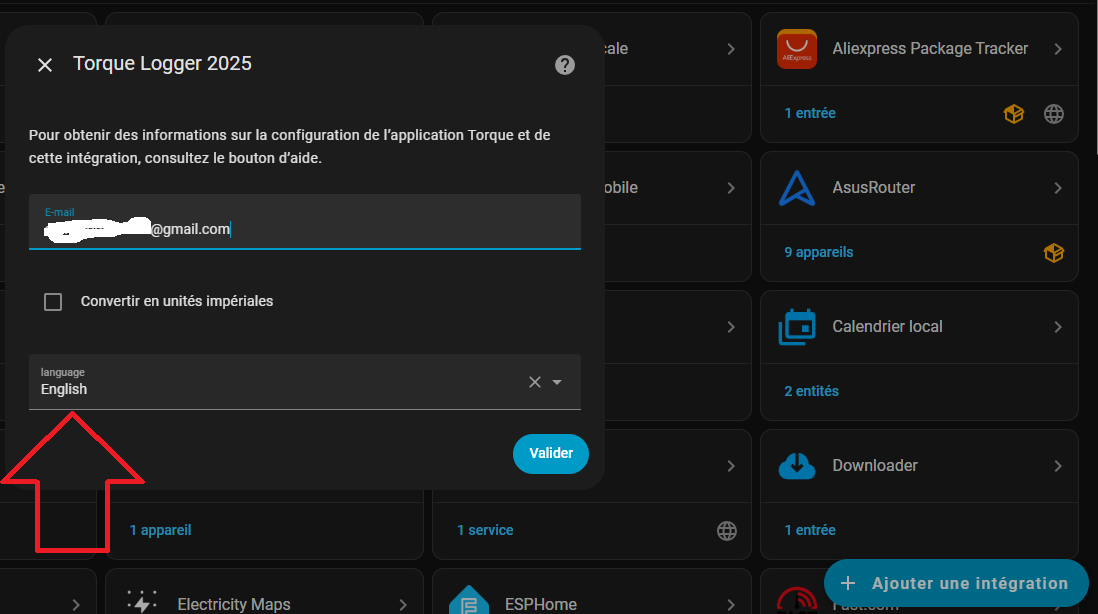 Torque Logger 2025
Pour obtenir des informations sur la configuration de l’application Torque et de
cette intégration, consultez le bouton d’aide.
E-mail
@gmail.com
Convertir en unités impériales
language
English
Valider
cale
obile
e
Aliexpress Package Tracker
AliExpress
1 entrée
AsusRouter
9 appareils
Calendrier local
2 entités
Downloader
1 appareil
1 service
1 entrée
Electricity Maps
ESPHome
Fast.com
Ajouter une intégration